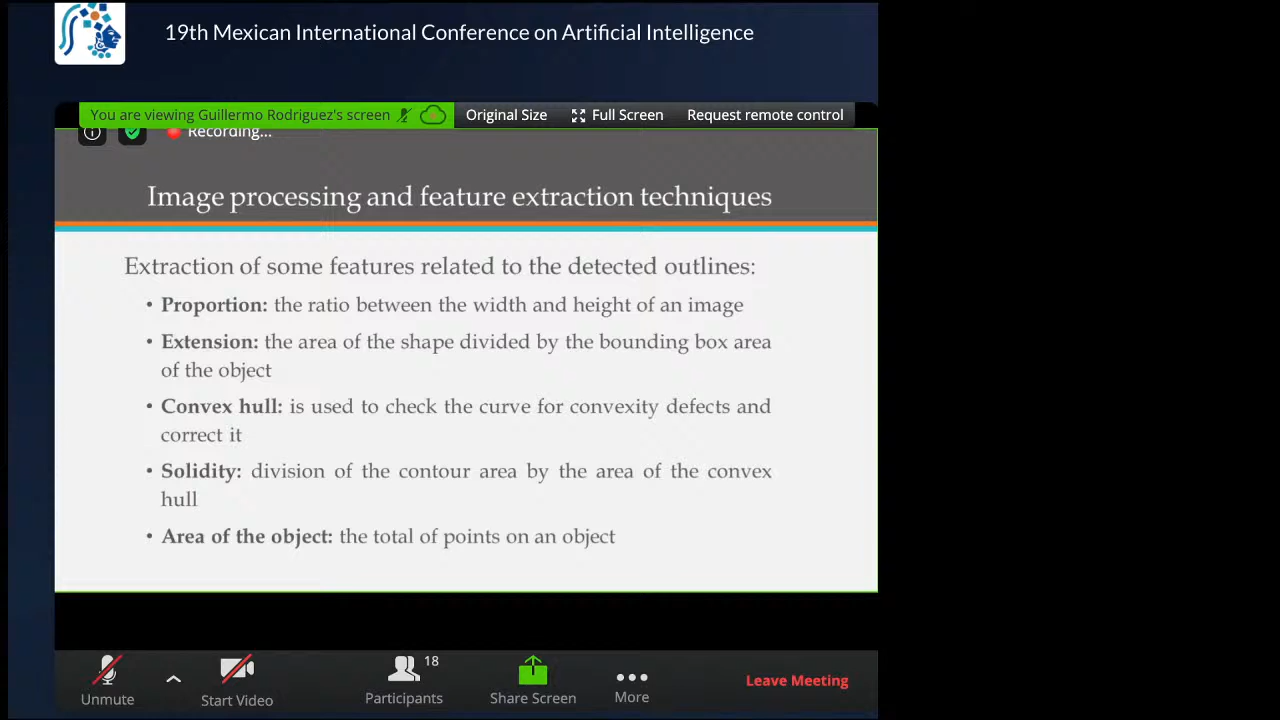 19th Mexican International Conference on Artificial Intelligence
You are viewing Guillermo Rodriguez's screen
Original Size
Full Screen
Request remote control
Recording...
Image processing and feature extraction techniques
Extraction of some features related to the detected outlines:
• Proportion: the ratio between the width and height of an image
• Extension: the area of the shape divided by the bounding box area
of the object
• Convex hull: is used to check the curve for convexity defects and
correct it
• Solidity: division of the contour area by the area of the convex
hull
• Area of the object: the total of points on an object
18
Unmute
Start Video
Participants
Share Screen
More
Leave Meeting